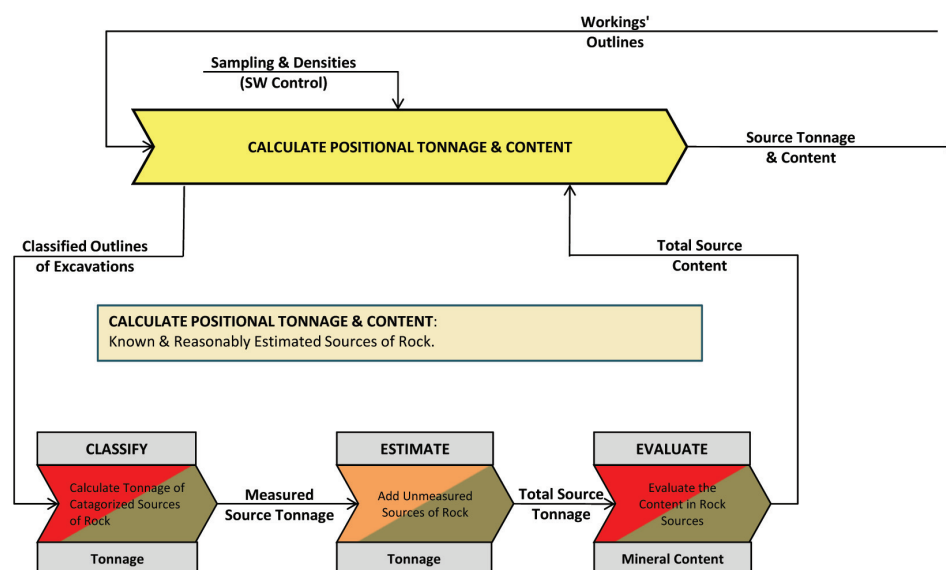 Workings'
Outlines
Sampling & Densities
(SW Control)
CALCULATE POSITIONAL TONNAGE & CONTENT
Source Tonnage
& Content
Classified Outlines
of Excavations
Total Source
Content
CALCULATE POSITIONAL TONNAGE & CONTENT:
Known & Reasonably Estimated Sources of Rock.
CLASSIFY
Calculate Tonnage of
Catagorized Sources
of Rock
Tonnage
Measured
Source Tonnage
ESTIMATE
Add Unmeasured
Sources of Rock
Tonnage
Total Source
Tonnage
EVALUATE
Evaluate the
Content in Rock
Sources
Mineral Content